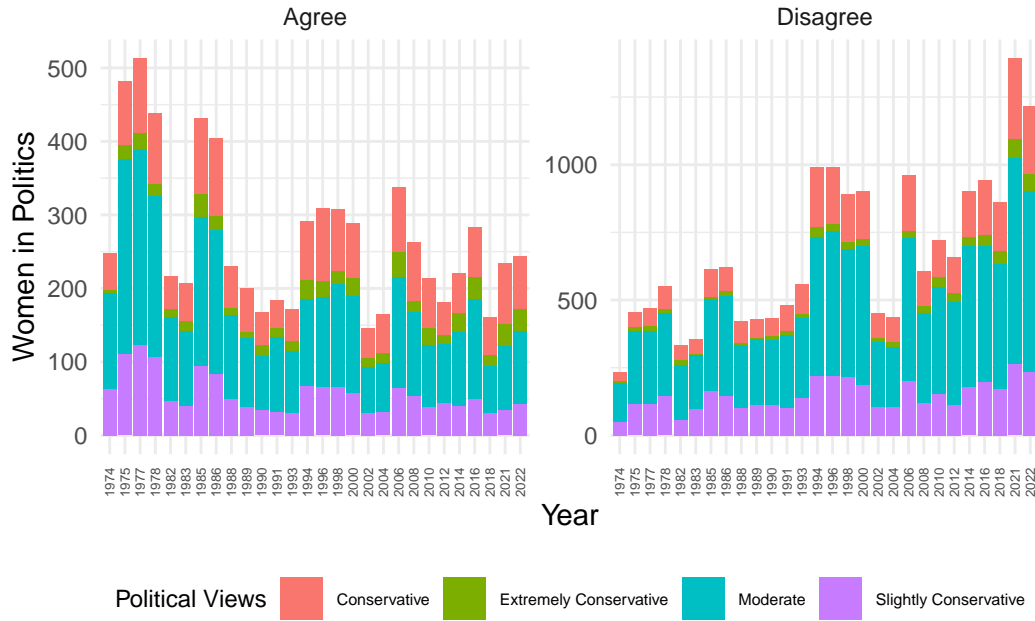 Agree
Disagree
Women in Politics
500
400
300
200
100
0
1000
500
0
1974 1975 1977 1978 1982 1983 1985 1986 1988 1989 1990 1991 1993 1994 1996 1998 2000 2002 2004 2006 2008 2010 2012 2014 2016 2018 2021 2022
1974 1975 1977 1978 1982 1983 1985 1986 1988 1989 1990 1991 1993 1994 1996 1998 2000 2002 2004 2006 2008 2010 2012 2014 2016 2018 2021 2022
Year
Political Views Conservative Extremely Conservative Moderate Slightly Conservative